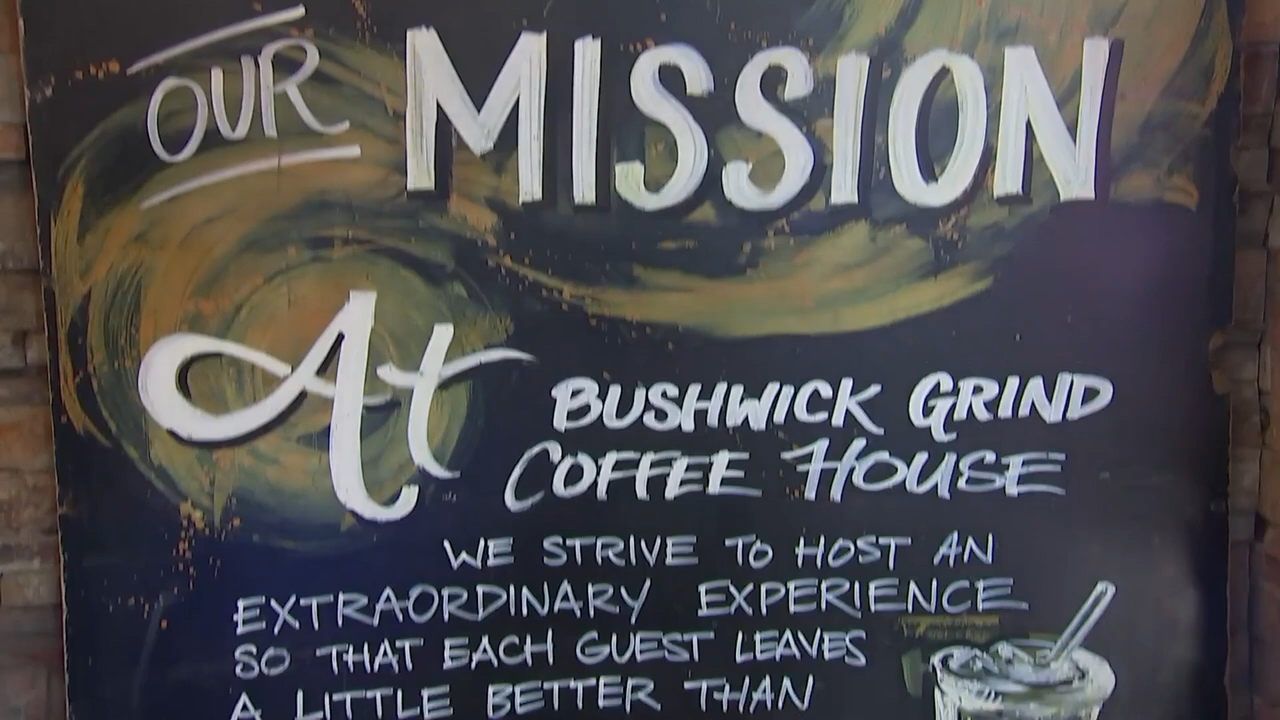 OUR MISSION
At BUSHWICK GRIND
COFFEE HOUSE
WE STRIVE TO HOST AN
EXTRAORDINARY EXPERIENCE
SO THAT EACH GUEST LEAVES
A LITTLE BETTER THAN